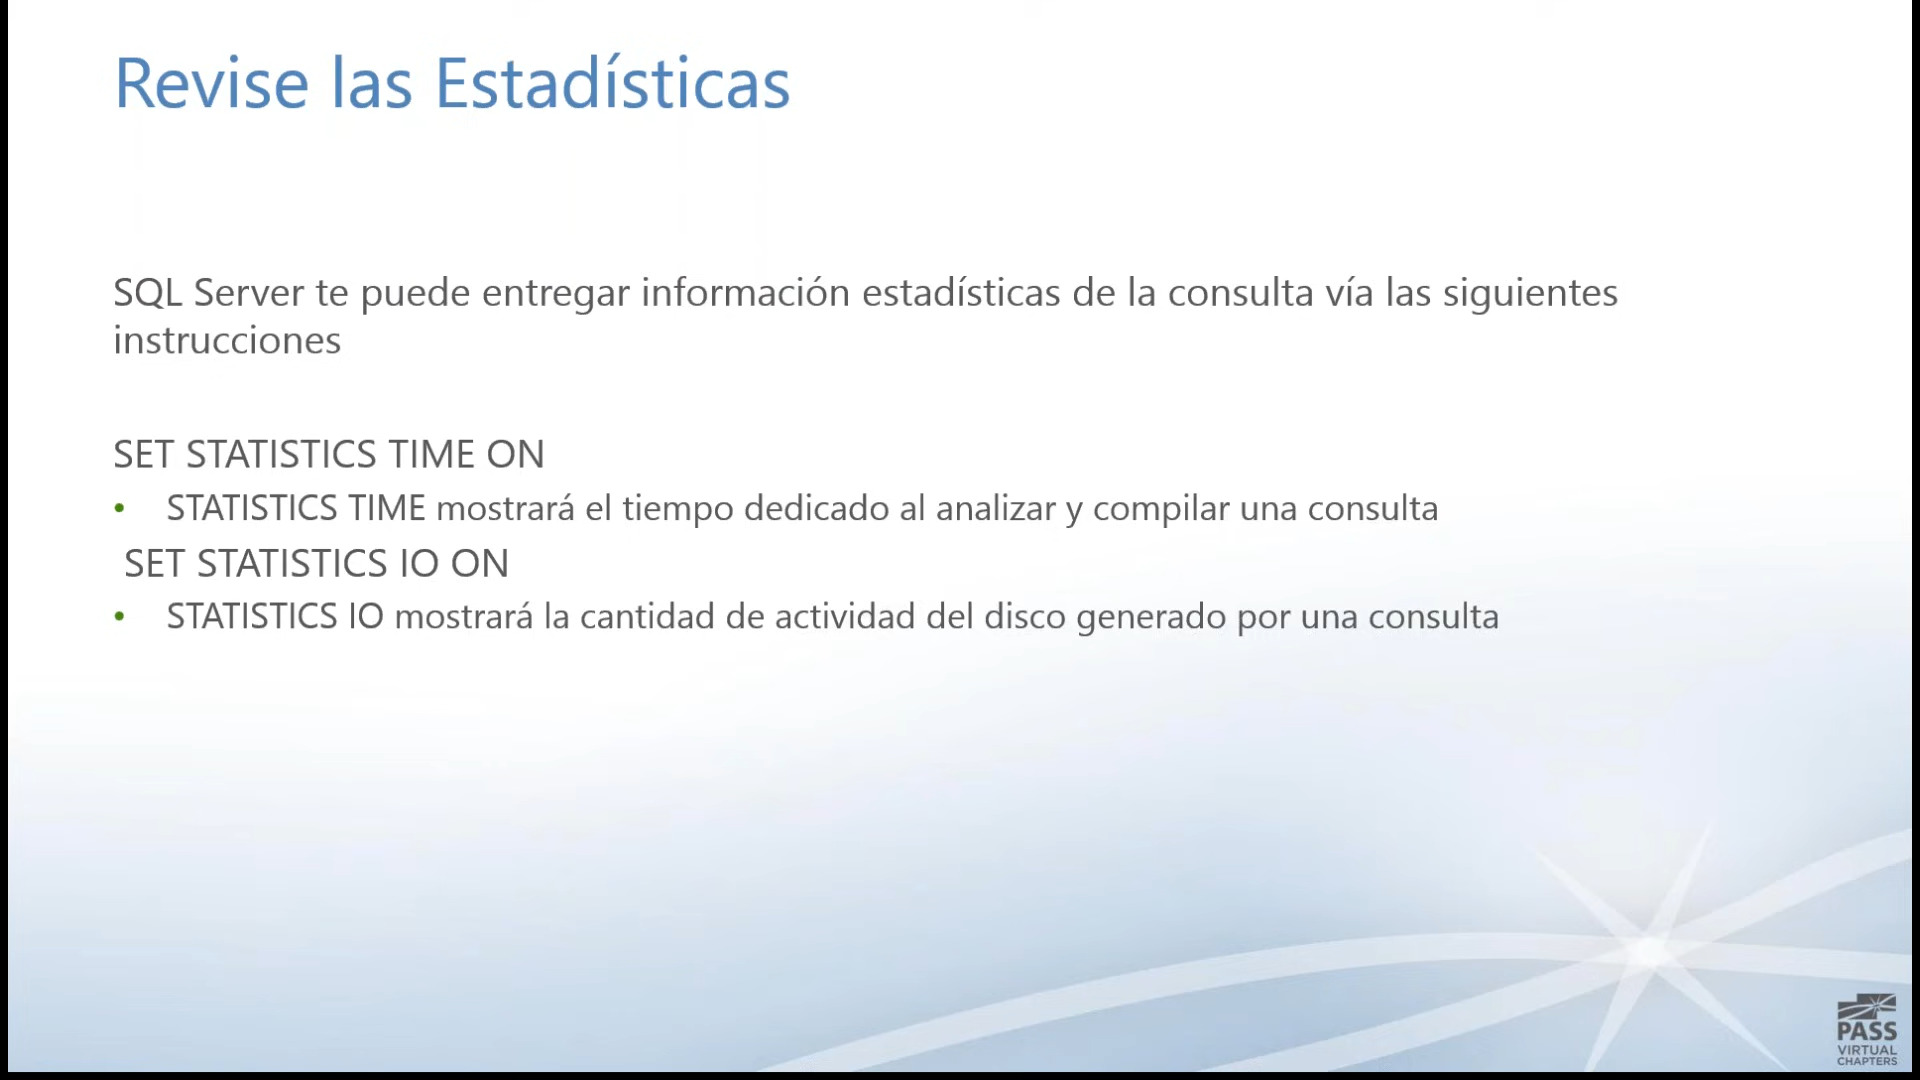 Revise las Estadísticas
SQL Server te puede entregar información estadísticas de la consulta vía las siguientes
instrucciones
SET STATISTICS TIME ON
• STATISTICS TIME mostrará el tiempo dedicado al analizar y compilar una consulta
SET STATISTICS IO ON
• STATISTICS IO mostrará la cantidad de actividad del disco generado por una consulta
PASS
VIRTUAL
CHAPTERS